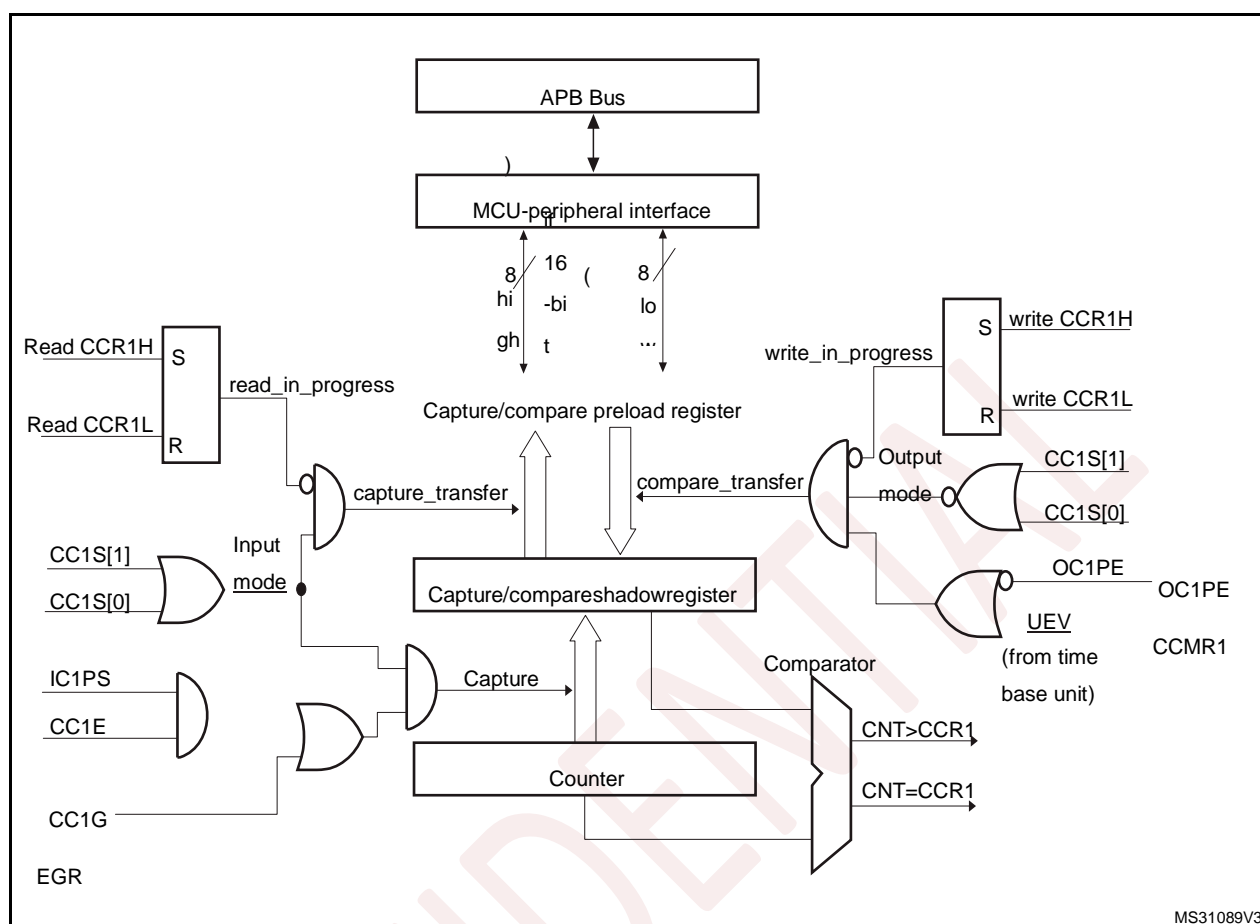 APB Bus
)
MCU-peripheral interface
if
8
16
(
8
hi
-bi
lo
gh
t
Read CCR1H
S
read_in_progress
Read CCR1L
R
S
write CCR1H
write_in_progress
R
write CCR1L
Capture/compare preload register
Output
CC1S[1]
capture_transfer
compare_transfer
mode
CC1S[0]
CC1S[1]
Input
mode
CC1S[0]
Capture/compareshadowregister
OC1PE
OC1PE
UEV
(from time
base unit)
CCMR1
IC1PS
Capture
Comparator
CC1E
CNT>CCR1
Counter
CNT=CCR1
CC1G
EGR
MS31089V3